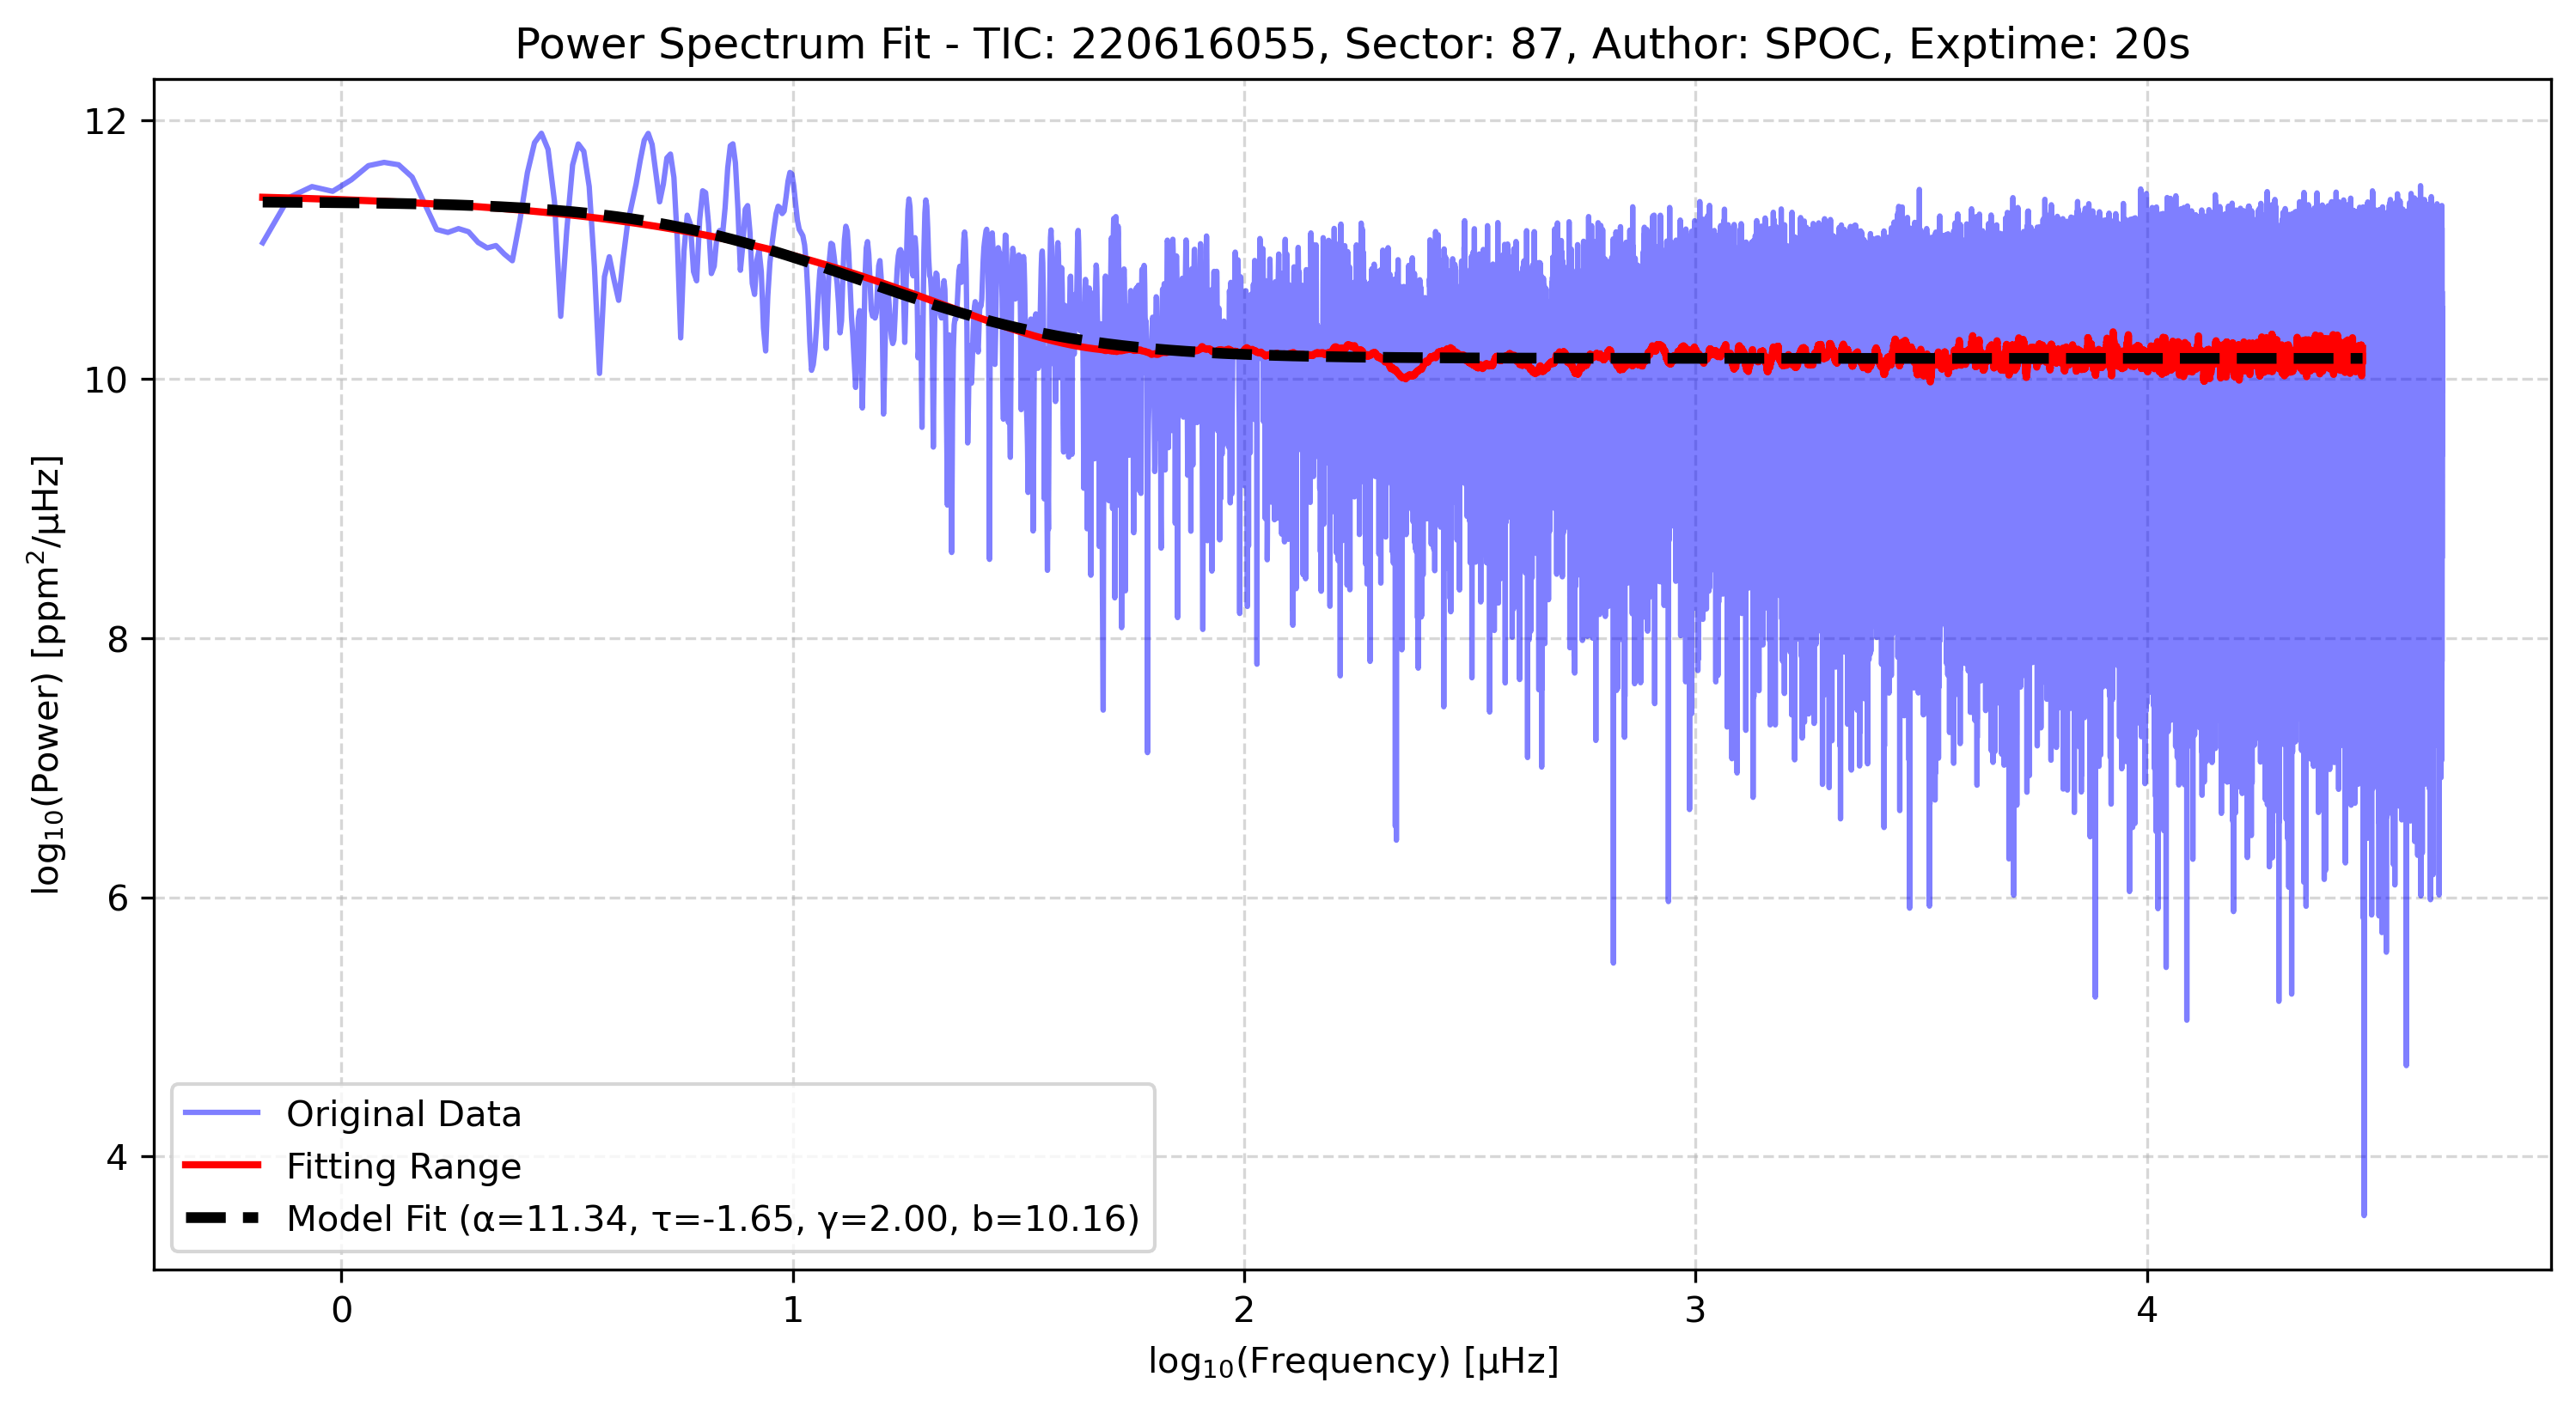 Power Spectrum Fit - TIC: 220616055, Sector: 87, Author: SPOC, Exptime: 20s
12
10
8
6
4
log₁₀(Power) [ppm²/μHz]
Original Data
Fitting Range
Model Fit (α=11.34, τ=-1.65, γ=2.00, b=10.16)
0 1 2 3 4
log₁₀(Frequency) [μHz]